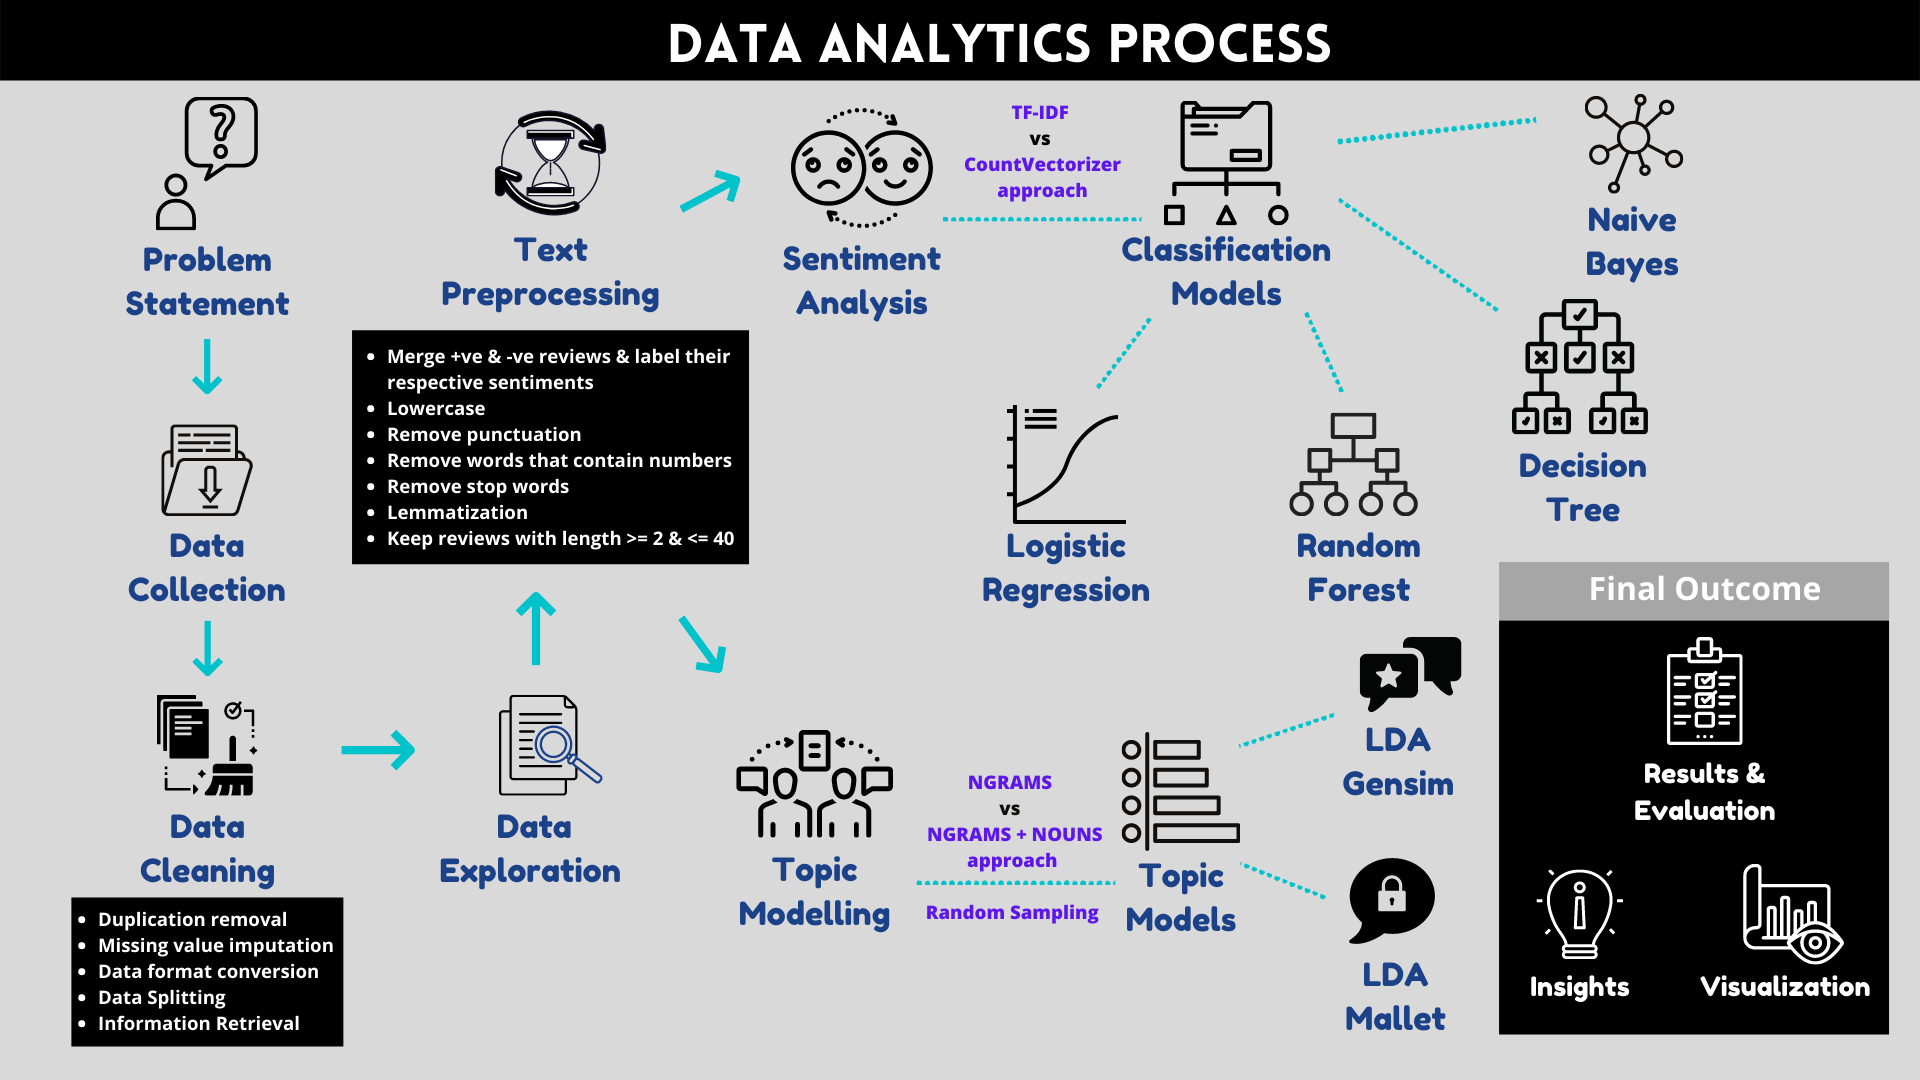 DATA ANALYTICS PROCESS
Problem
Statement
Data
Collection
Data
Cleaning
• Duplication removal
• Missing value imputation
• Data format conversion
• Data Splitting
• Information Retrieval
Data
Exploration
Text
Preprocessing
• Merge +ve & -ve reviews & label their
respective sentiments
• Lowercase
• Remove punctuation
• Remove words that contain numbers
• Remove stop words
• Lemmatization
• Keep reviews with length >= 2 & <= 40
Sentiment
Analysis
TF-IDF
vs
CountVectorizer
approach
Classification
Models
Naive
Bayes
Decision
Tree
Logistic
Regression
Random
Forest
Topic
Modelling
NGRAMS
vs
NGRAMS + NOUNS
approach
Random Sampling
Topic
Models
LDA
Gensim
LDA
Mallet
Final Outcome
Results &
Evaluation
Insights
Visualization